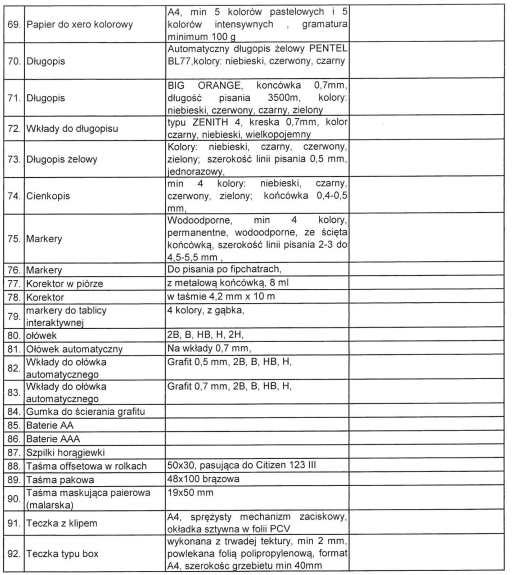 69. Papier do xero kolorowy
A4, min 5 kolorów pastelowych i 5
kolorów intensywnych , gramatura
minimum 100 g
70. Długopis
Automatyczny długopis żelowy PENTEL
BL77,kolory: niebieski, czerwony, czarny
71. Długopis
BIG ORANGE, koncówka 0,7mm,
długość pisania 3500m, kolory:
niebieski, czerwony, czarny, zielony
72. Wkłady do długopisu
typu ZENITH 4, kreska 0,7mm, kolor
czarny, niebieski, wielkopojemny
73. Długopis żelowy
Kolory: niebieski, czarny, czerwony,
zielony; szerokość linii pisania 0,5 mm,
jednorazowy,
74. Cienkopis
min 4 kolory: niebieski, czarny,
czerwony, zielony; końcówka 0,4-0,5
mm,
75. Markery
Wodoodporne, min 4 kolory,
permanentne, wodoodporne, ze ścięta
końcówką, szerokość linii pisania 2-3 do
4,5-5,5 mm ,
76. Markery
Do pisania po fipchatrach,
77. Korektor w piórze
z metalową końcówką, 8 ml
78. Korektor
w taśmie 4,2 mm x 10 m
79. markery do tablicy
interaktywnej
4 kolory, z gąbka,
80. ołówek
2B, B, HB, H, 2H,
81. Ołówek automatyczny
Na wkłady 0,7 mm,
82. Wkłady do ołówka
automatycznego
Grafit 0,5 mm, 2B, B, HB, H,
83. Wkłady do ołówka
automatycznego
Grafit 0,7 mm, 2B, B, HB, H,
84. Gumka do ścierania grafitu
85. Baterie AA
86. Baterie AAA
87. Szpilki horągiewki
88. Taśma offsetowa w rolkach
50x30, pasująca do Citizen 123 III
89. Taśma pakowa
48x100 brązowa
90. Taśma maskująca paierowa
(malarska)
19x50 mm
91. Teczka z klipem
A4, sprężysty mechanizm zaciskowy,
okładka sztywna w folii PCV
92. Teczka typu box
wykonana z trwadej tektury, min 2 mm,
powlekana folią polipropylenową, format
A4, szerokośc grzebietu min 40mm